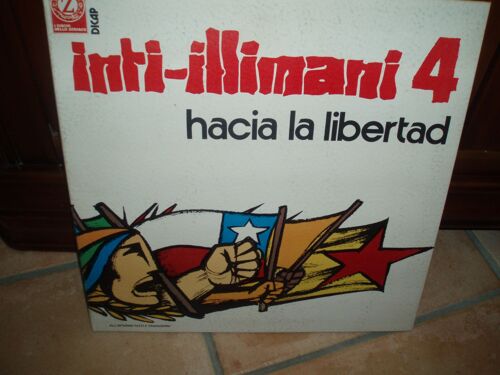 DICAP
inti-illimani 4
hacia la libertad